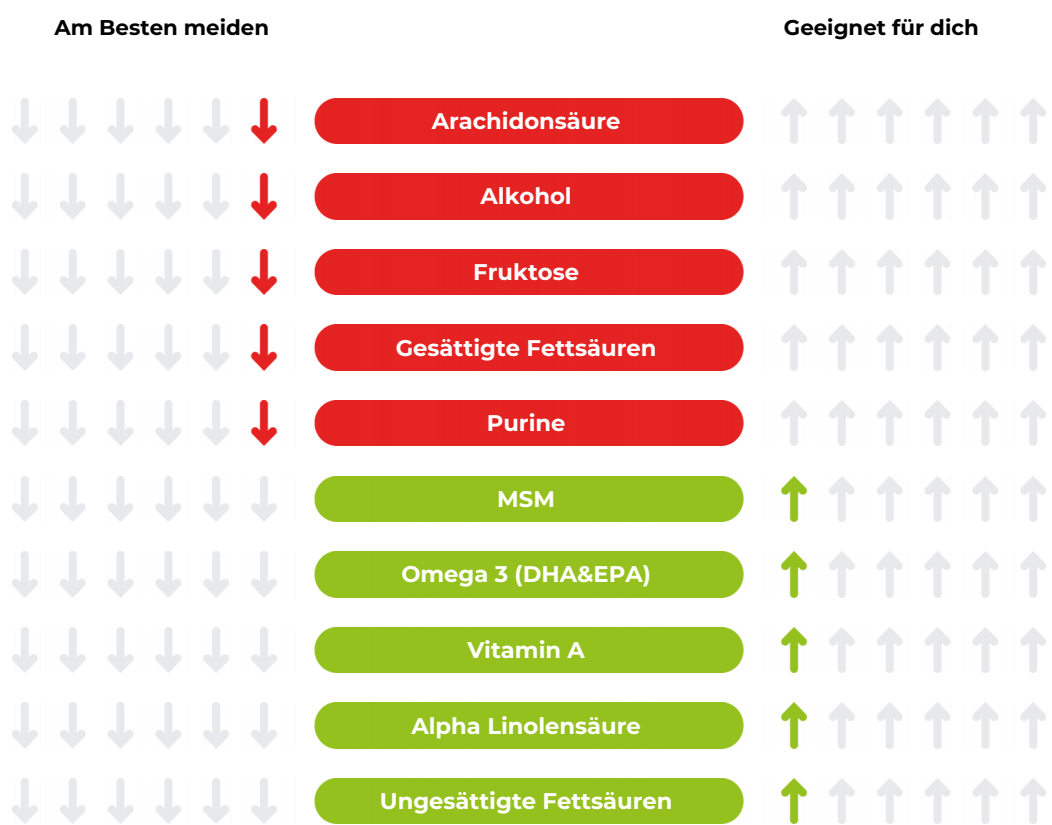 Am Besten meiden
Geeignet für dich
Arachidonsäure
Alkohol
Fruktose
Gesättigte Fettsäuren
Purine
MSM
Omega 3 (DHA&EPA)
Vitamin A
Alpha Linolensäure
Ungesättigte Fettsäuren